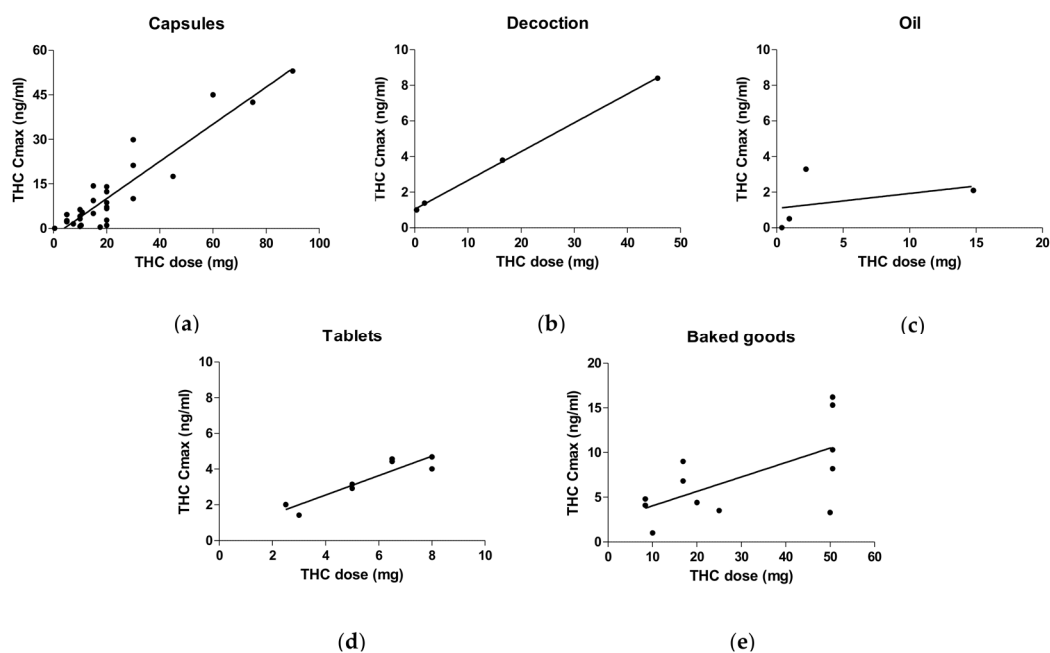 Capsules
THC Cmax (ng/ml)
60
45
30
15
0
0 20 40 60 80 100
THC dose (mg)
(a)
Decoction
THC Cmax (ng/ml)
10
8
6
4
2
0
0 10 20 30 40 50
THC dose (mg)
(b)
Oil
THC Cmax (ng/ml)
10
8
6
4
2
0
0 5 10 15 20
THC dose (mg)
(c)
Tablets
THC Cmax (ng/ml)
10
8
6
4
2
0
0 2 4 6 8 10
THC dose (mg)
(d)
Baked goods
THC Cmax (ng/ml)
20
15
10
5
0
0 10 20 30 40 50 60
THC dose (mg)
(e)